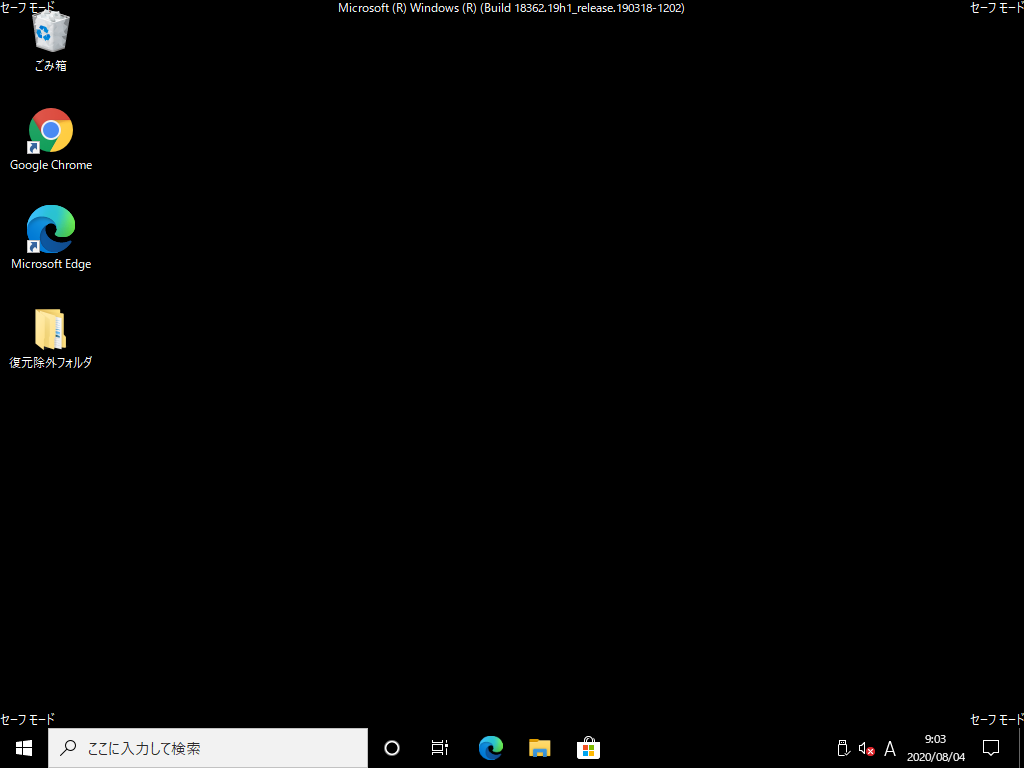 セーフ モード
Microsoft (R) Windows (R) (Build 18362.19h1_release.190318-1202)
セーフ モード
ごみ箱
Google Chrome
Microsoft Edge
復元除外フォルダ
セーフ モード
セーフ モード
ここに入力して検索
A
9:03
2020/08/04